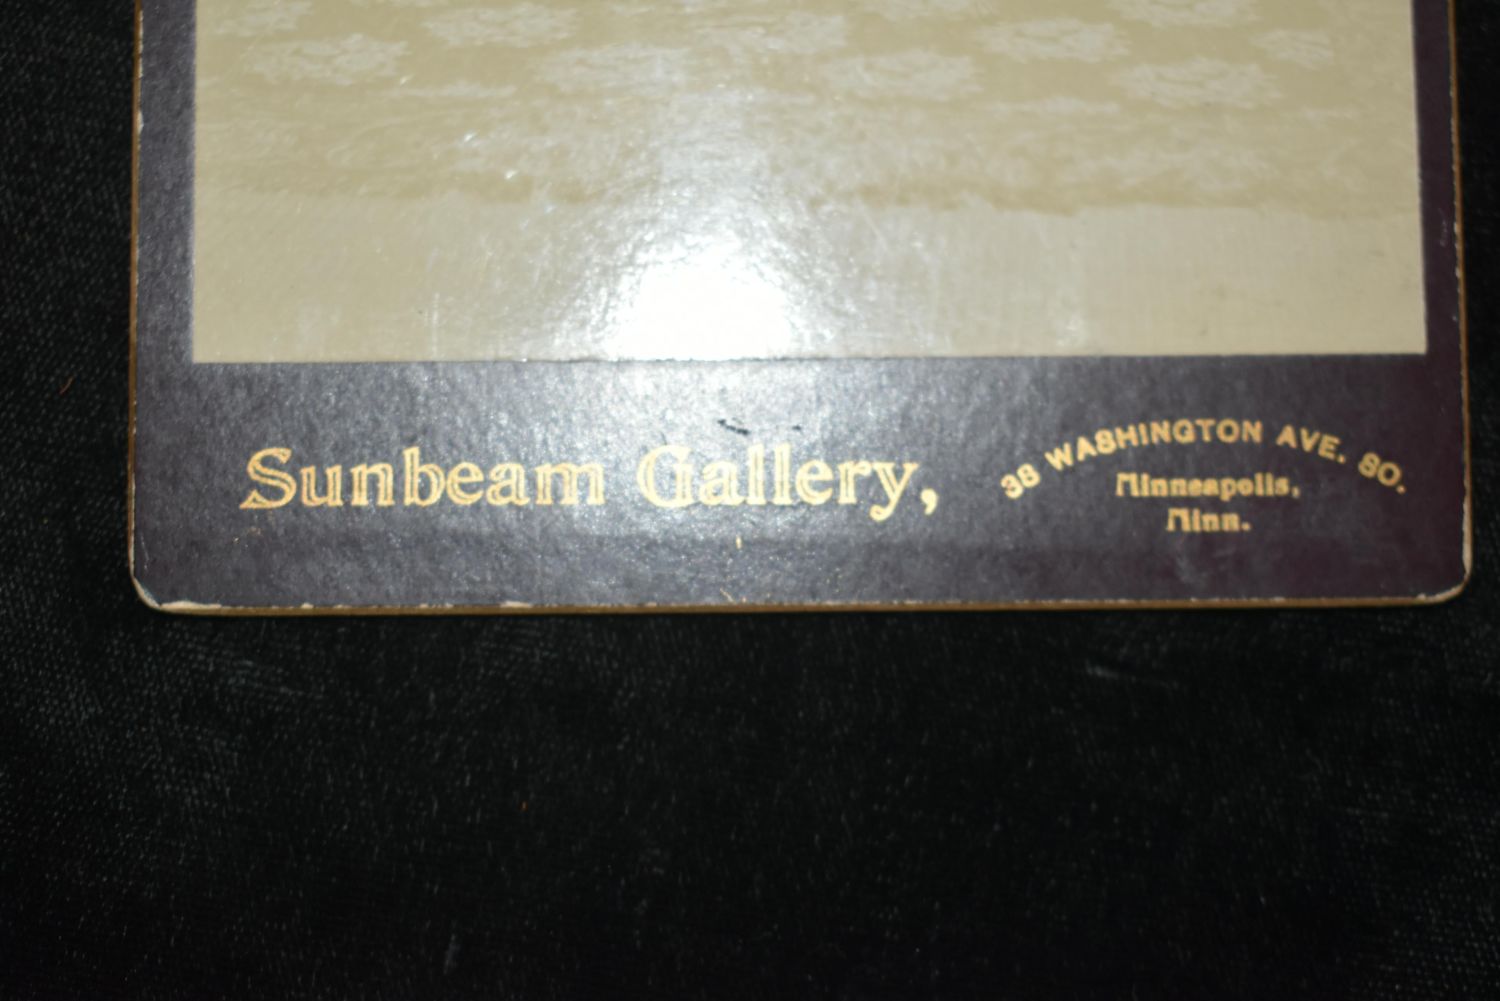 Sunbeam Gallery,
38 WASHINGTON AVE. SO.
Minneapolis,
Minn.